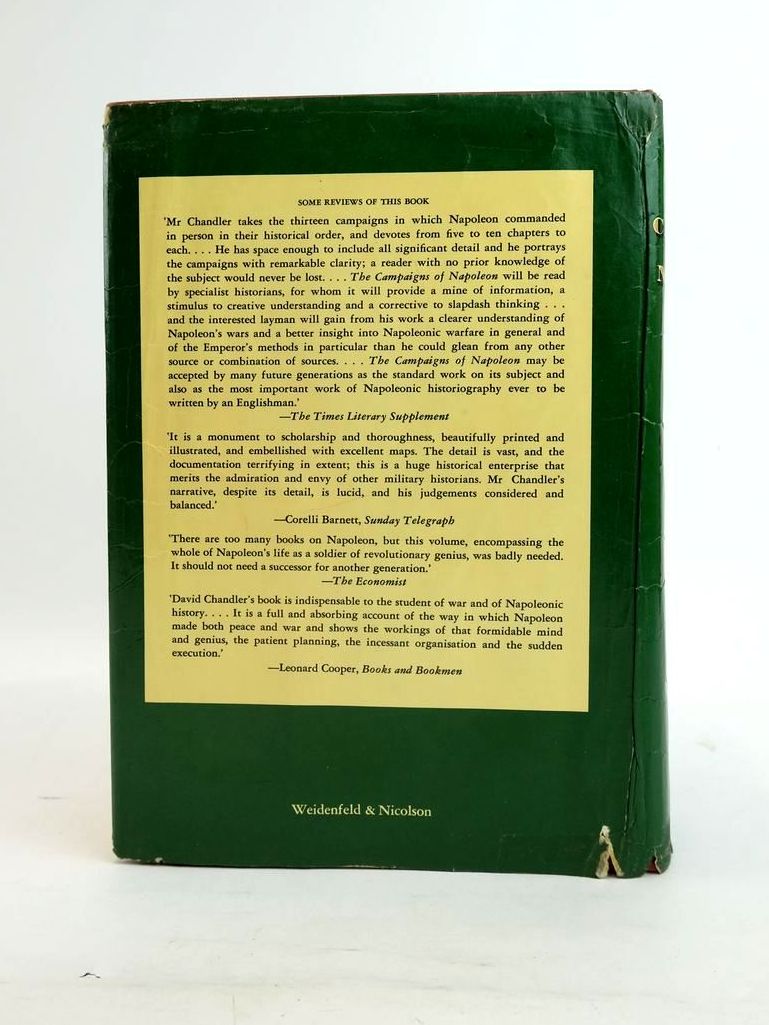 SOME REVIEWS OF THIS BOOK
'Mr Chandler takes the thirteen campaigns in which Napoleon commanded
in person in their historical order, and devotes from five to ten chapters to
each. . . . He has space enough to include all significant detail and he portrays
the campaigns with remarkable clarity; a reader with no prior knowledge of
the subject would never be lost. . . . The Campaigns of Napoleon will be read
by specialist historians, for whom it will provide a mine of information, a
stimulus to creative understanding and a corrective to slapdash thinking . . .
and the interested layman will gain from his work a clearer understanding of
Napoleon's wars and a better insight into Napoleonic warfare in general and
of the Emperor's methods in particular than he could glean from any other
source or combination of sources. . . . The Campaigns of Napoleon may be
accepted by many future generations as the standard work on its subject and
also as the most important work of Napoleonic historiography ever to be
written by an Englishman.'
—The Times Literary Supplement
'It is a monument to scholarship and thoroughness, beautifully printed and
illustrated, and embellished with excellent maps. The detail is vast, and the
documentation terrifying in extent; this is a huge historical enterprise that
merits the admiration and envy of other military historians. Mr Chandler's
narrative, despite its detail, is lucid, and his judgements considered and
balanced.'
—Corelli Barnett, Sunday Telegraph
'There are too many books on Napoleon, but this volume, encompassing the
whole of Napoleon's life as a soldier of revolutionary genius, was badly needed.
It should not need a successor for another generation.'
—The Economist
'David Chandler's book is indispensable to the student of war and of Napoleonic
history. . . . It is a full and absorbing account of the way in which Napoleon
made both peace and war and shows the workings of that formidable mind
and genius, the patient planning, the incessant organisation and the sudden
execution.'
—Leonard Cooper, Books and Bookmen
Weidenfeld & Nicolson